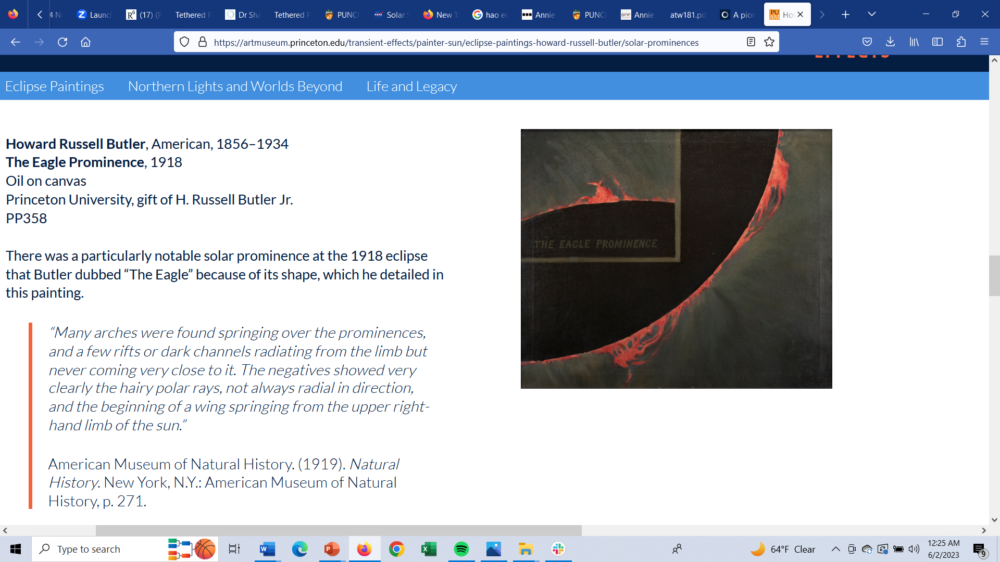 Launc
(17) (F
Tethered
Dr Sha
Tethered
PUNC
Solar
New T
hao e
Annie
PUNC
Annie
atw181.pd
A pion
Ho
https://artmuseum.princeton.edu/transient-effects/painter-sun/eclipse-paintings-howard-russell-butler/solar-prominences
Eclipse Paintings
Northern Lights and Worlds Beyond
Life and Legacy
Howard Russell Butler, American, 1856–1934
The Eagle Prominence, 1918
Oil on canvas
Princeton University, gift of H. Russell Butler Jr.
PP358
There was a particularly notable solar prominence at the 1918 eclipse
that Butler dubbed “The Eagle” because of its shape, which he detailed in
this painting.
“Many arches were found springing over the prominences,
and a few rifts or dark channels radiating from the limb but
never coming very close to it. The negatives showed very
clearly the hairy polar rays, not always radial in direction,
and the beginning of a wing springing from the upper right-
hand limb of the sun.”
American Museum of Natural History. (1919). Natural
History. New York, N.Y.: American Museum of Natural
History, p. 271.
THE EAGLE PROMINENCE
Type to search
64°F Clear
12:25 AM
6/2/2023
9